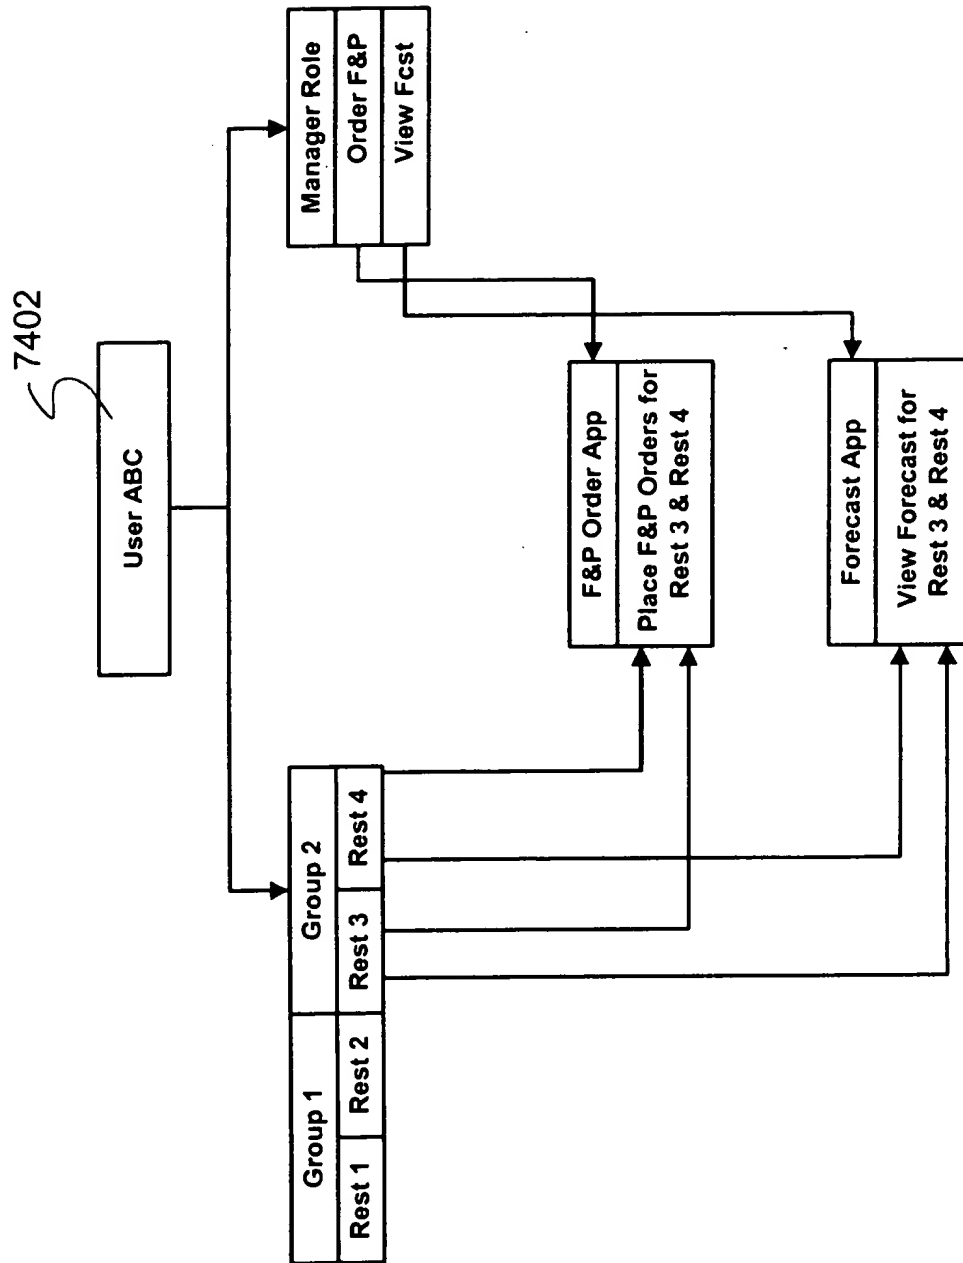 7402
User ABC
Group 1
Group 2
Rest 1
Rest 2
Rest 3
Rest 4
Manager Role
Order F&P
View Fcst
F&P Order App
Place F&P Orders for
Rest 3 & Rest 4
Forecast App
View Forecast for
Rest 3 & Rest 4